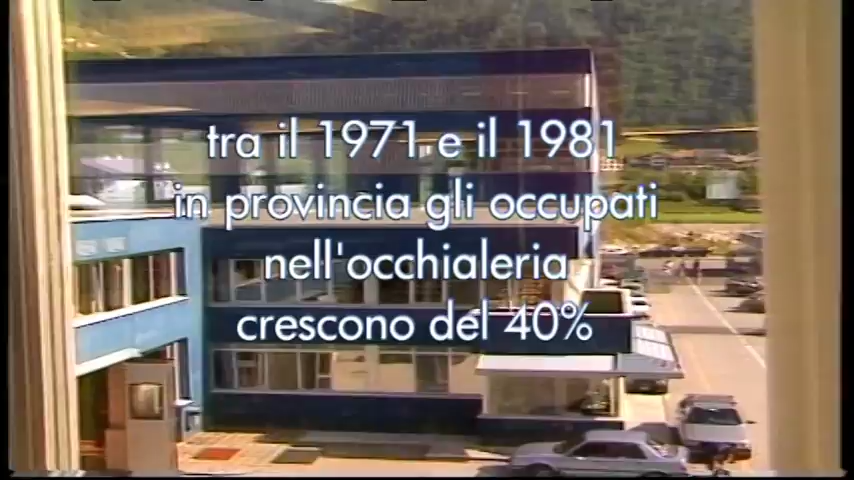 tra il 1971 e il 1981
in provincia gli occupati
nell'occhialeria
crescono del 40%